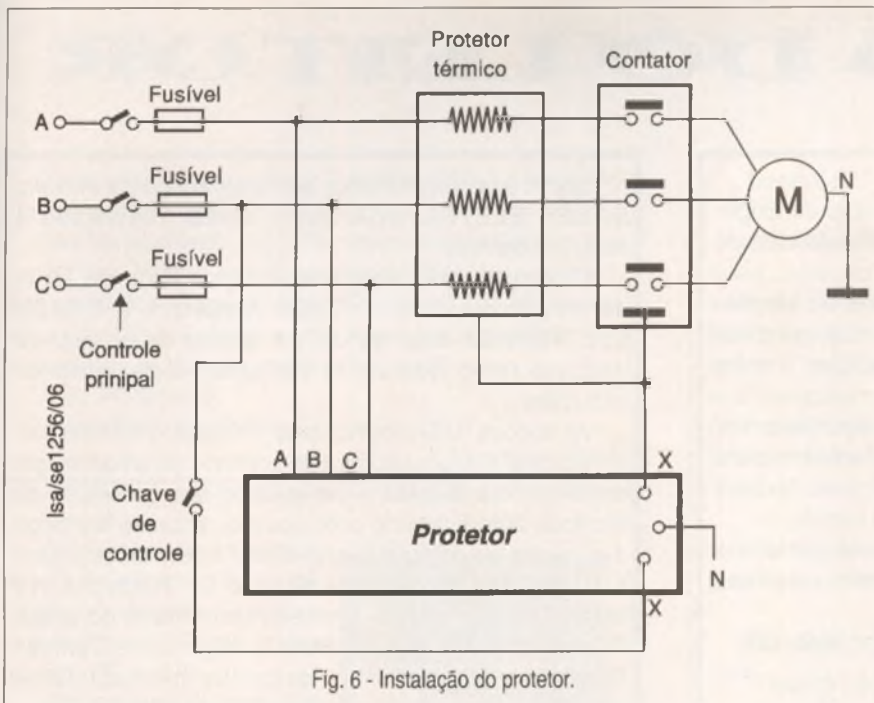 Protetor
térmico
Contator
Fusível
A
Fusível
B
M
N
Fusível
C
Controle
prinipal
Isa/se1256/06
A B C
X
Chave
de
controle
Protetor
N
X
Fig. 6 - Instalação do protetor.